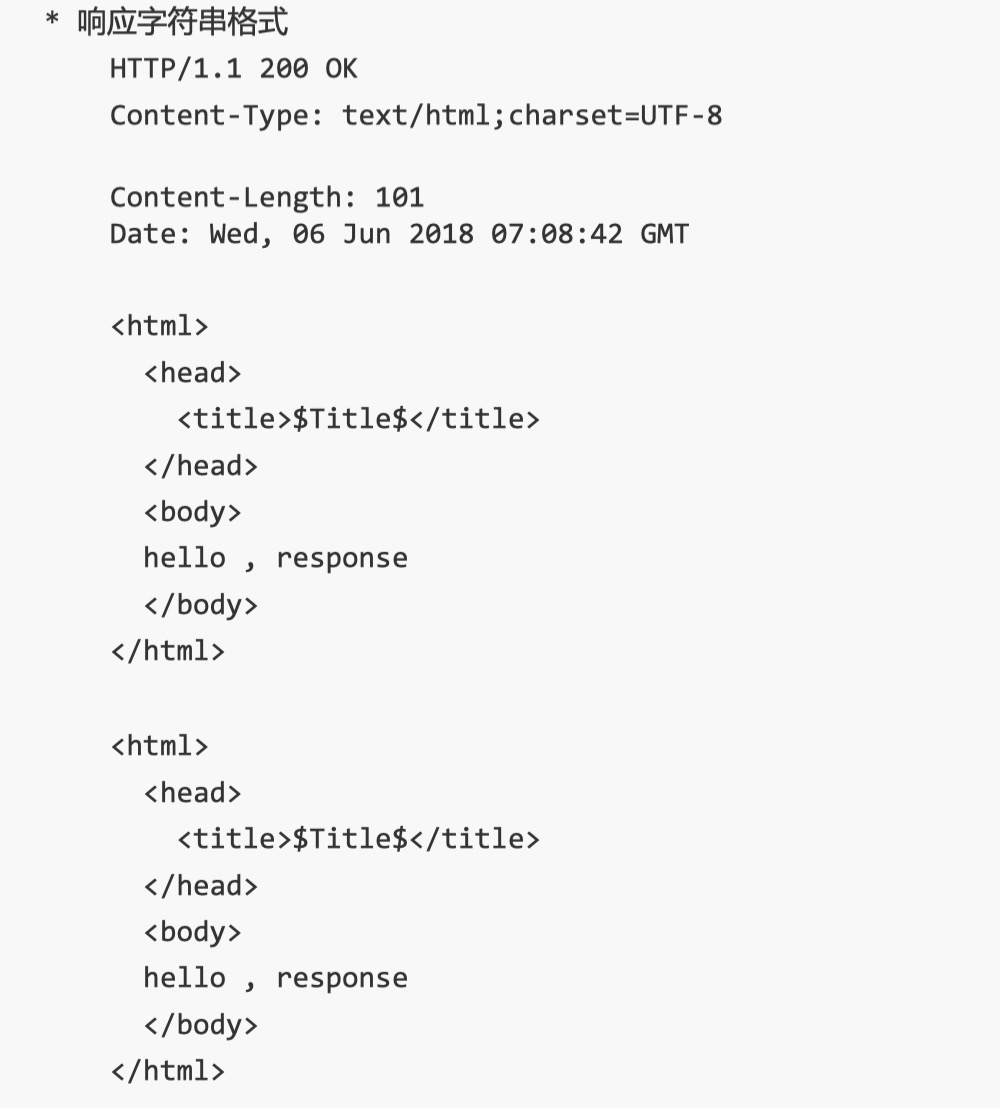 * 响应字符串格式
HTTP/1.1 200 OK
Content-Type: text/html;charset=UTF-8
Content-Length: 101
Date: Wed, 06 Jun 2018 07:08:42 GMT
<html>
<head>
<title>$Title$</title>
</head>
<body>
hello , response
</body>
</html>
<html>
<head>
<title>$Title$</title>
</head>
<body>
hello , response
</body>
</html>